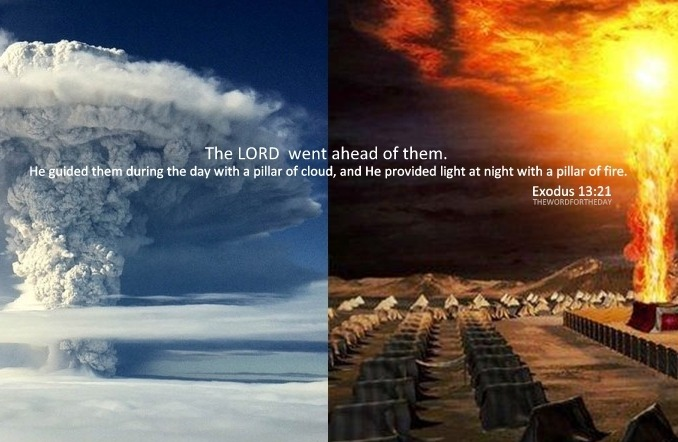 The LORD  went ahead of them.
He guided them during the day with a pillar of cloud, and He provided light at night with a pillar of fire.
Exodus 13:21
THEWORDFORTHEDAY